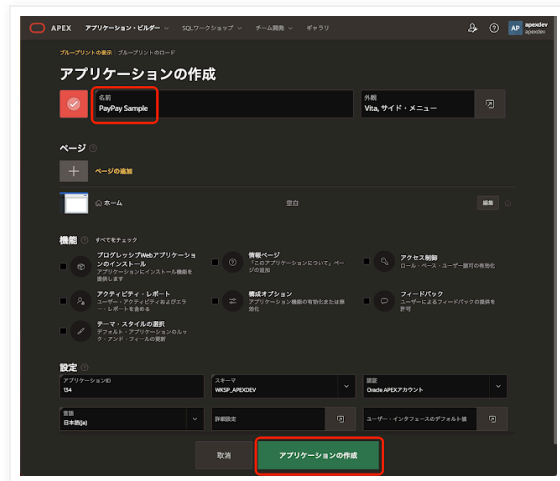 APEX アプリケーション・ビルダー SQLワークショップ チーム開発 ギャラリ AP apexdev
apexdev
ブループリントの表示 | ブループリントのロード
アプリケーションの作成
名前
PayPay Sample
外観
Vita, サイド・メニュー
ページ
ページの追加
ホーム 空白 編集
機能 すべてをチェック
プログレッシブWebアプリケーションのインストール
アプリケーションにインストール機能を提供します
情報ページ
「このアプリケーションについて」ページの追加
アクセス制御
ロール・ベース・ユーザー認可の有効化
アクティビティ・レポート
ユーザー・アクティビティおよびエラー・レポートを含める
構成オプション
アプリケーション機能の有効化または無効化
フィードバック
ユーザーによるフィードバックの提供を許可
テーマ・スタイルの選択
デフォルト・アプリケーションのルック・アンド・フィールの更新
設定
アプリケーションID
154
スキーマ
WKSP_APEXDEV
認証
Oracle APEXアカウント
言語
日本語(ja)
詳細設定
ユーザー・インタフェースのデフォルト値
取消
アプリケーションの作成